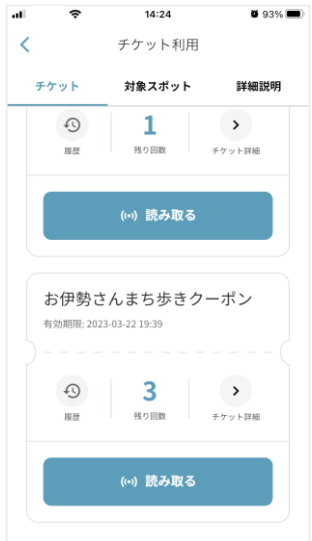 14:24
93%
チケット利用
チケット 対象スポット 詳細説明
1
履歴 残り回数 チケット詳細
読み取る
お伊勢さんまち歩きクーポン
有効期限: 2023-03-22 19:39
3
履歴 残り回数 チケット詳細
読み取る